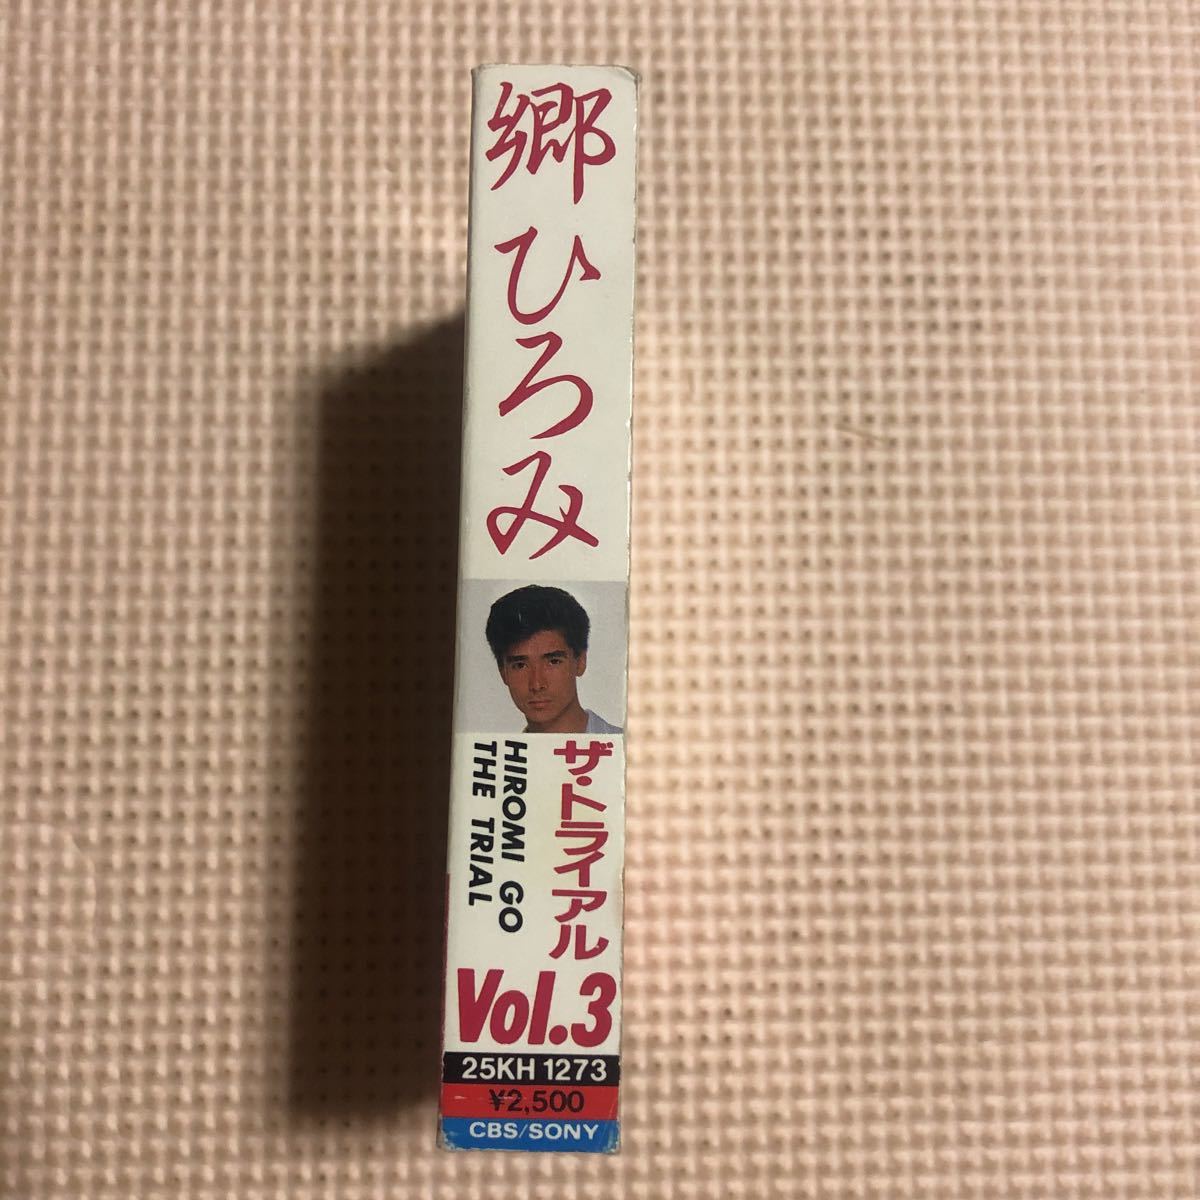 郷ひろみ
ザ・トライアル
HIROMI GO
THE TRIAL
Vol.3
25KH 1273
¥2,500
CBS/SONY